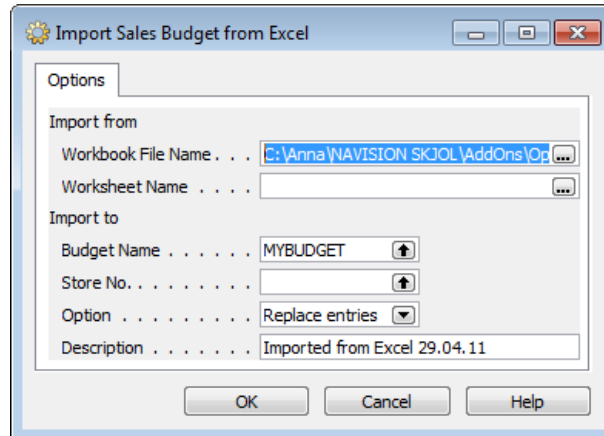 Import Sales Budget from Excel
Options
Import from
Workbook File Name . . . C:\Anna\NAVISION SKJOL\AddOns\Op ...
Worksheet Name . . . . ...
Import to
Budget Name . . . . . . MYBUDGET
Store No. . . . . . . . .
Option . . . . . . . . . Replace entries
Description . . . . . . . Imported from Excel 29.04.11
OK Cancel Help